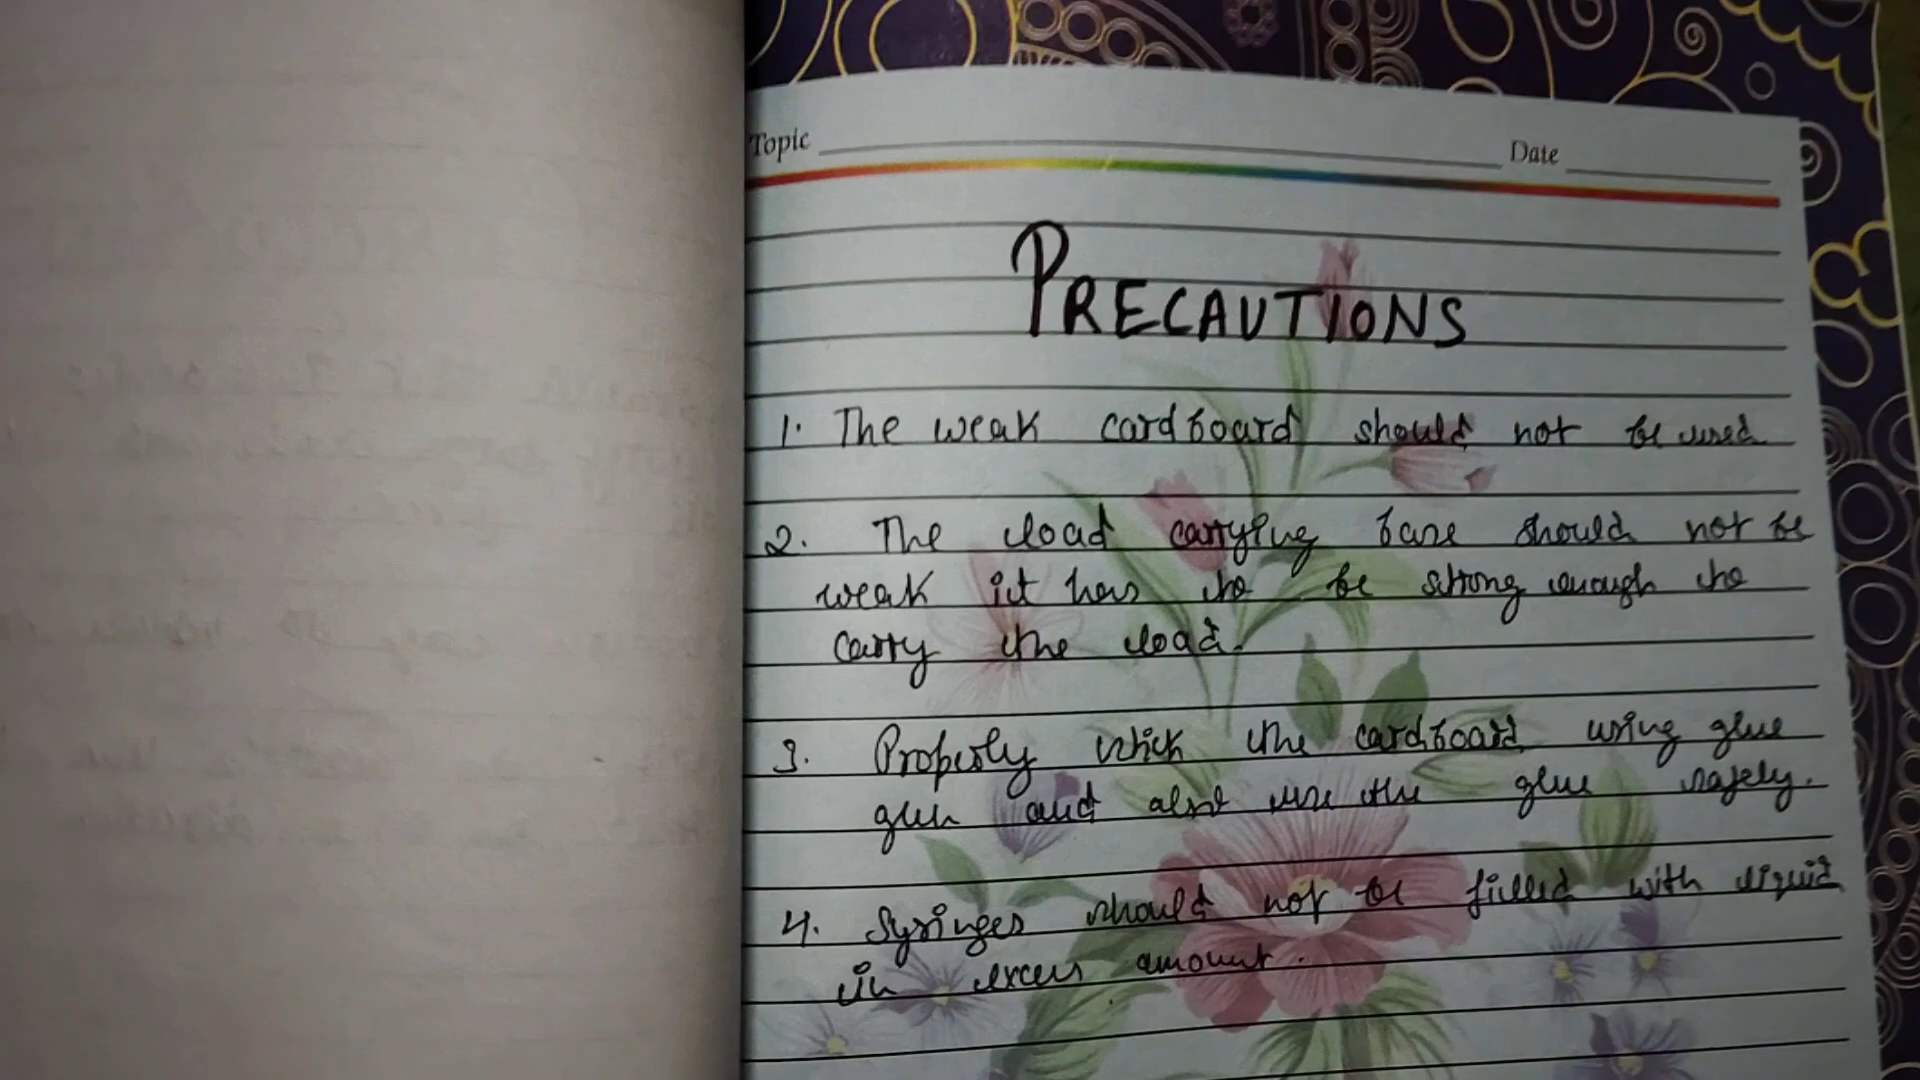 Topic Date
PRECAUTIONS
1. The weak cardboard should not be used
2. The load carrying base should not be
weak it has to be strong enough to
carry the load.
3. Properly stick the cardboard using glue
gun and also use the glue safely.
4. Syringes should not be filled with liquid
in excess amount.